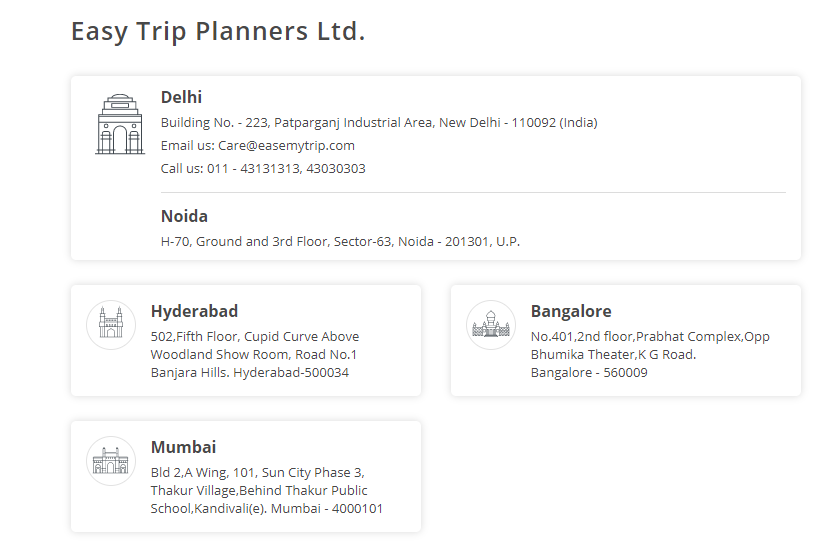 Easy Trip Planners Ltd.
Delhi
Building No. - 223, Patparganj Industrial Area, New Delhi - 110092 (India)
Email us: Care@easemytrip.com
Call us: 011 - 43131313, 43030303
Noida
H-70, Ground and 3rd Floor, Sector-63, Noida - 201301, U.P.
Hyderabad
502,Fifth Floor, Cupid Curve Above
Woodland Show Room, Road No.1
Banjara Hills. Hyderabad-500034
Bangalore
No.401,2nd floor,Prabhat Complex,Opp
Bhumika Theater,K G Road.
Bangalore - 560009
Mumbai
Bld 2,A Wing, 101, Sun City Phase 3,
Thakur Village,Behind Thakur Public
School,Kandivali(e). Mumbai - 4000101